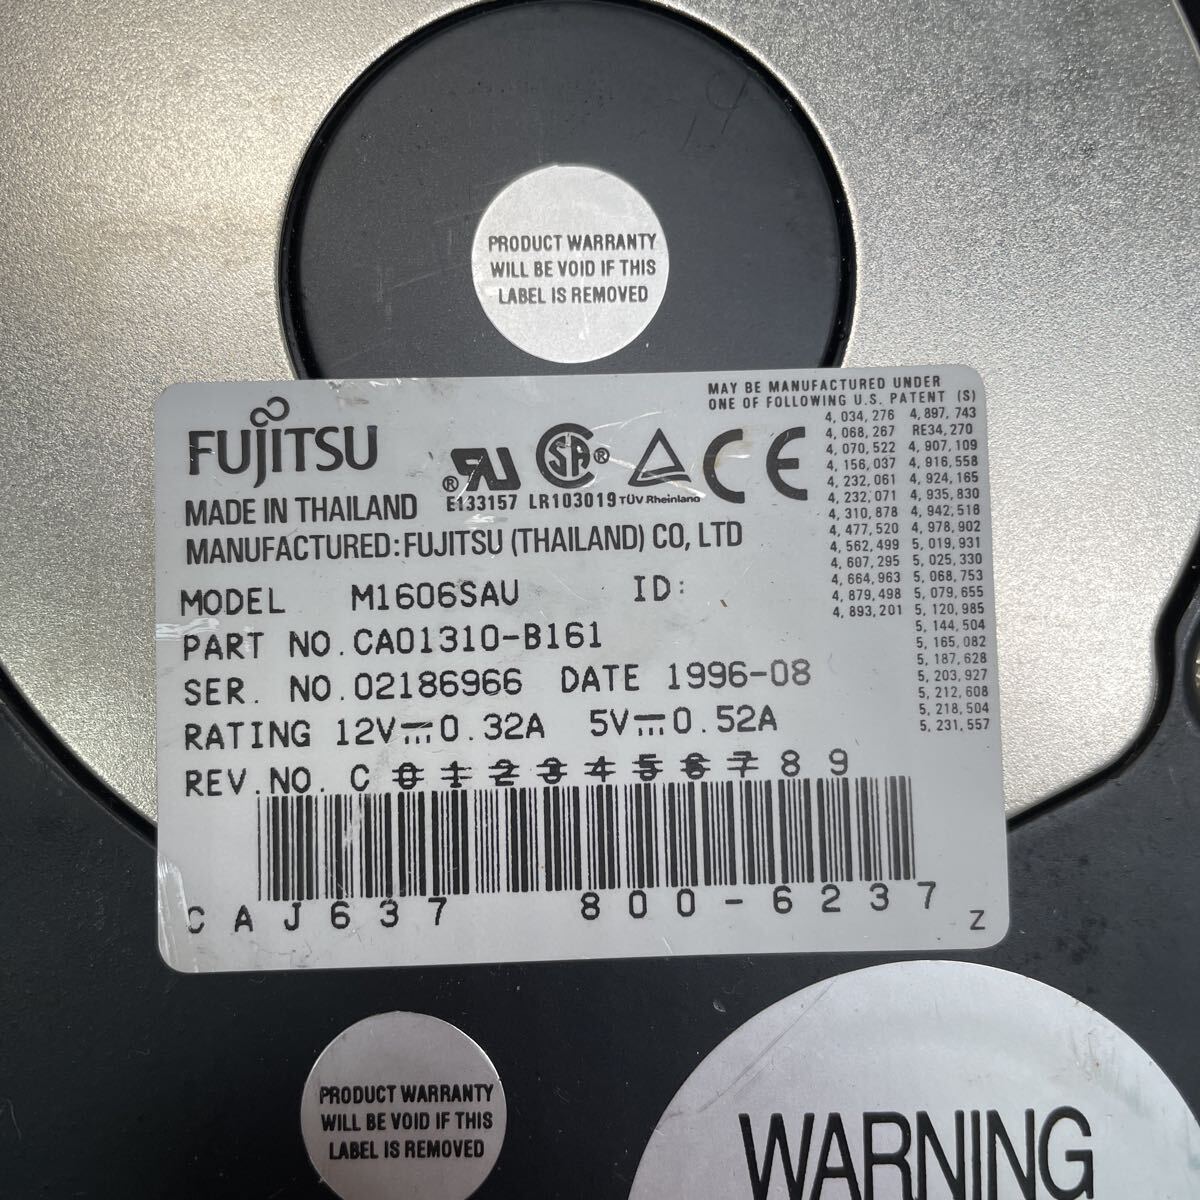 PRODUCT WARRANTY
WILL BE VOID IF THIS
LABEL IS REMOVED
FUJITSU
MADE IN THAILAND
MANUFACTURED:FUJITSU (THAILAND) CO, LTD
® E133157
LR103019
TÜV Rheinland
CE
MAY BE MANUFACTURED UNDER
ONE OF FOLLOWING U.S. PATENT (S)
4,034,276 4,897,743
4,068,267 RE34,270
4,070,522 4,907,109
4,156,037 4,916,558
4,232,061 4,924,165
4,232,071 4,935,830
4,310,878 4,942,518
4,477,520 4,978,902
4,562,499 5,019,931
4,607,295 5,025,330
4,664,963 5,068,753
4,879,498 5,079,655
4,893,201 5,120,985
5,144,504
5,165,082
5,187,628
5,203,927
5,212,608
5,218,504
5,231,557
MODEL M1606SAU ID:
PART NO.CA01310-B161
SER. NO.02186966 DATE 1996-08
RATING 12V⎓0.32A 5V⎓0.52A
REV.NO. C 0 1 2 3 4 5 6 7 8 9
CAJ637 800-6237
Z
PRODUCT WARRANTY
WILL BE VOID IF THIS
LABEL IS REMOVED
WARNING